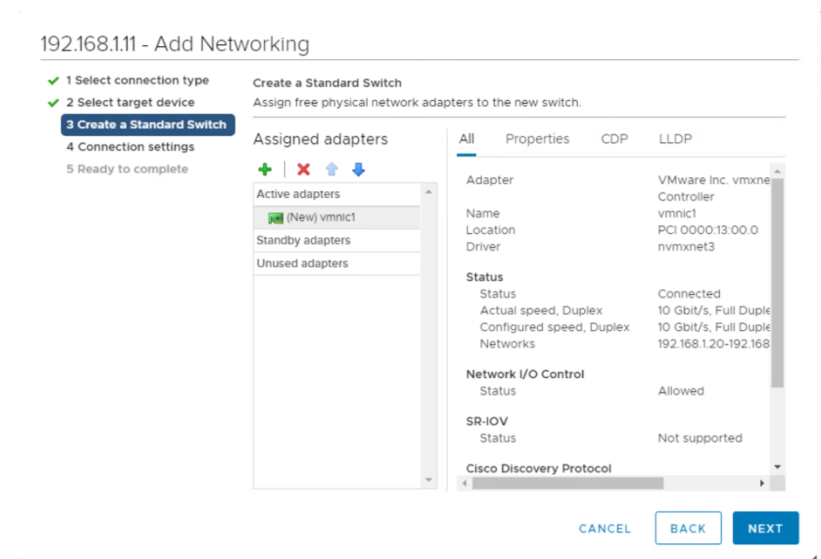 192.168.1.11 - Add Networking
1 Select connection type
2 Select target device
3 Create a Standard Switch
4 Connection settings
5 Ready to complete
Create a Standard Switch
Assign free physical network adapters to the new switch.
Assigned adapters
Active adapters
(New) vmnic1
Standby adapters
Unused adapters
All Properties CDP LLDP
Adapter VMware Inc. vmxne
Controller
Name vmnic1
Location PCI 0000:13:00.0
Driver nvmxnet3
Status
Status Connected
Actual speed, Duplex 10 Gbit/s, Full Duple
Configured speed, Duplex 10 Gbit/s, Full Duple
Networks 192.168.1.20-192.168
Network I/O Control
Status Allowed
SR-IOV
Status Not supported
Cisco Discovery Protocol
CANCEL BACK NEXT